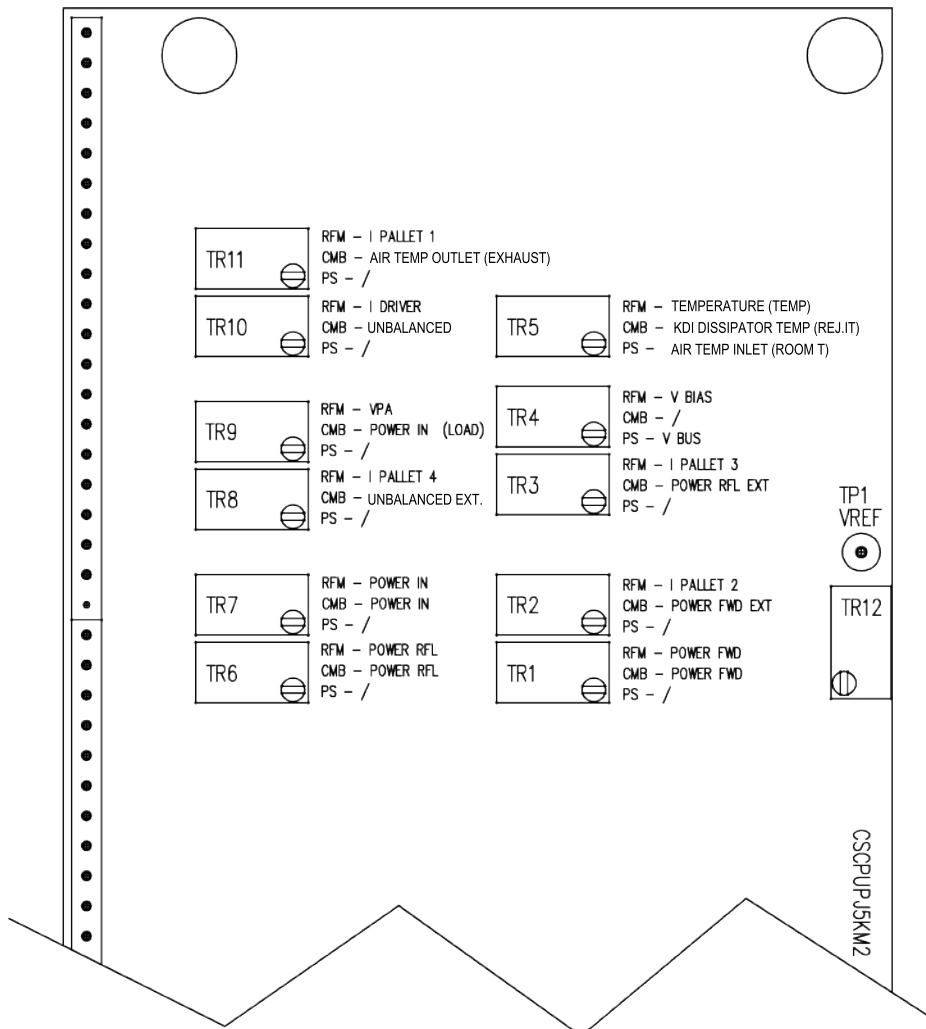 TR11
RFM – I PALLET 1
CMB – AIR TEMP OUTLET (EXHAUST)
PS – /
TR10
RFM – I DRIVER
CMB – UNBALANCED
PS – /
TR5
RFM – TEMPERATURE (TEMP)
CMB – KDI DISSIPATOR TEMP (REJ.IT)
PS – AIR TEMP INLET (ROOM T)
TR9
RFM – VPA
CMB – POWER IN (LOAD)
PS – /
TR4
RFM – V BIAS
CMB – /
PS – V BUS
TR8
RFM – I PALLET 4
CMB – UNBALANCED EXT.
PS – /
TR3
RFM – I PALLET 3
CMB – POWER RFL EXT
PS – /
TP1
VREF
TR7
RFM – POWER IN
CMB – POWER IN
PS – /
TR2
RFM – I PALLET 2
CMB – POWER FWD EXT
PS – /
TR12
TR6
RFM – POWER RFL
CMB – POWER RFL
PS – /
TR1
RFM – POWER FWD
CMB – POWER FWD
PS – /
CSCPUPJ5KM2